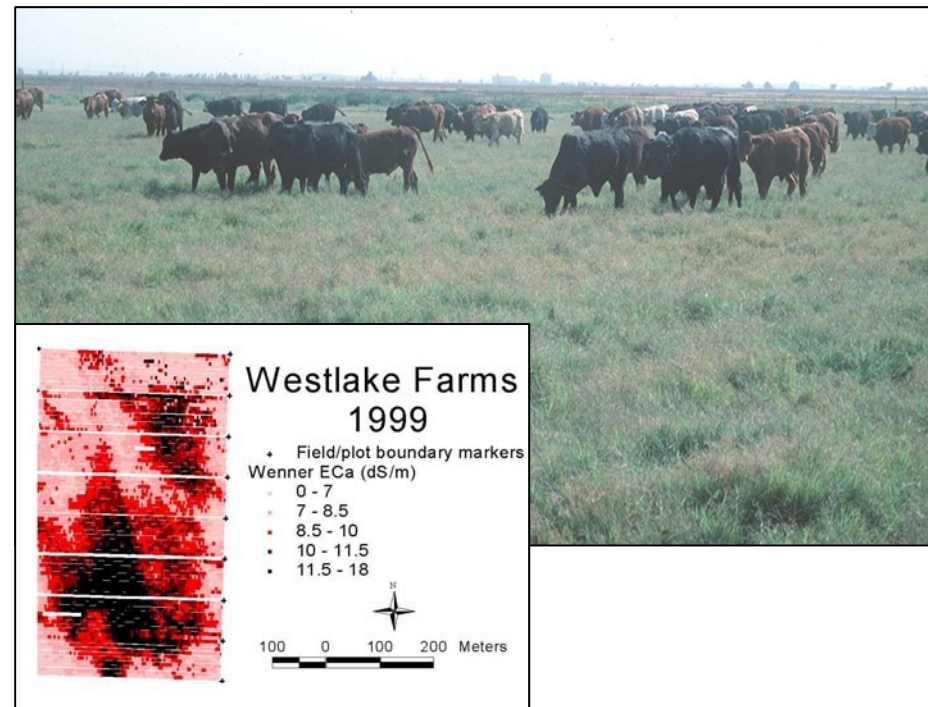 Westlake Farms
1999
Field/plot boundary markers
Wenner ECa (dS/m)
0 - 7
7 - 8.5
8.5 - 10
10 - 11.5
11.5 - 18
N
100 0 100 200 Meters